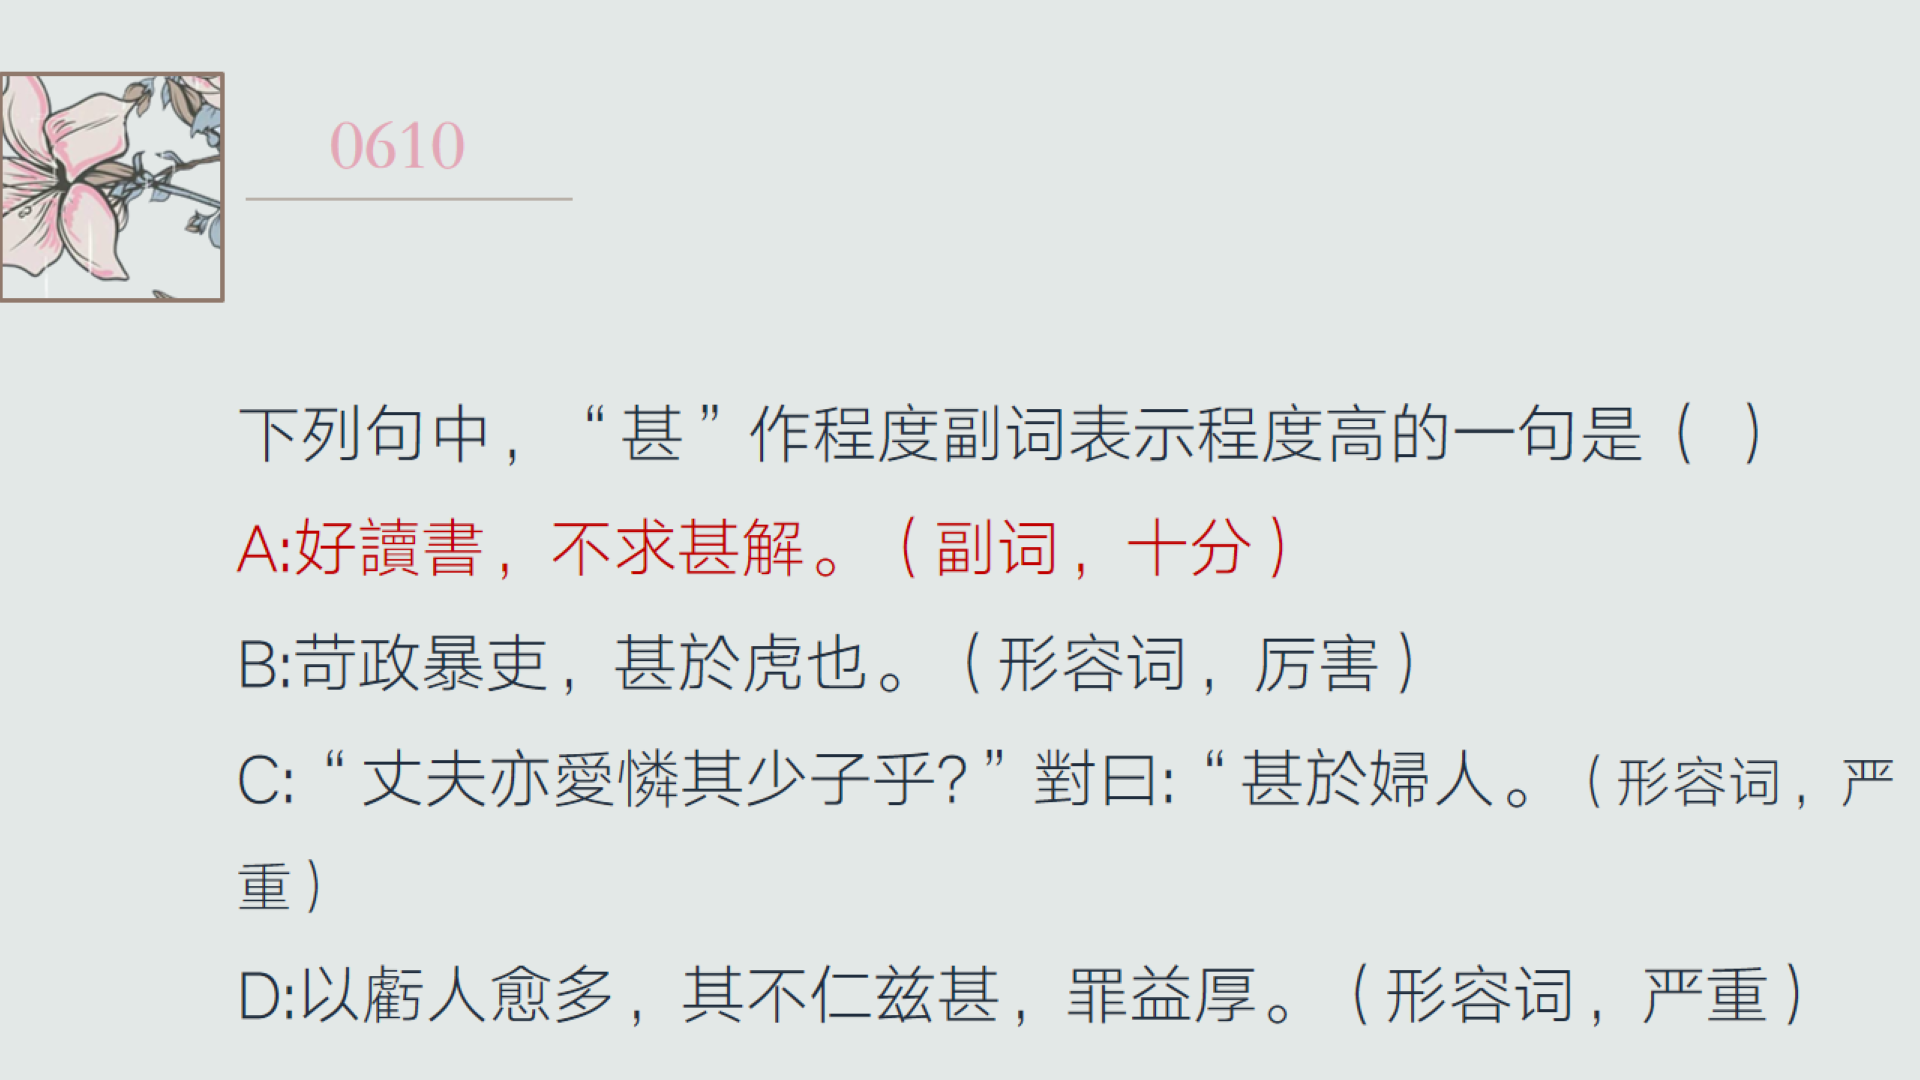 0610
下列句中，“甚”作程度副词表示程度高的一句是（ ）
A:好讀書，不求甚解。（副词，十分）
B:苛政暴吏，甚於虎也。（形容词，厉害）
C:“丈夫亦愛憐其少子乎?”對曰:“甚於婦人。（形容词，严
重）
D:以虧人愈多，其不仁兹甚，罪益厚。（形容词，严重）